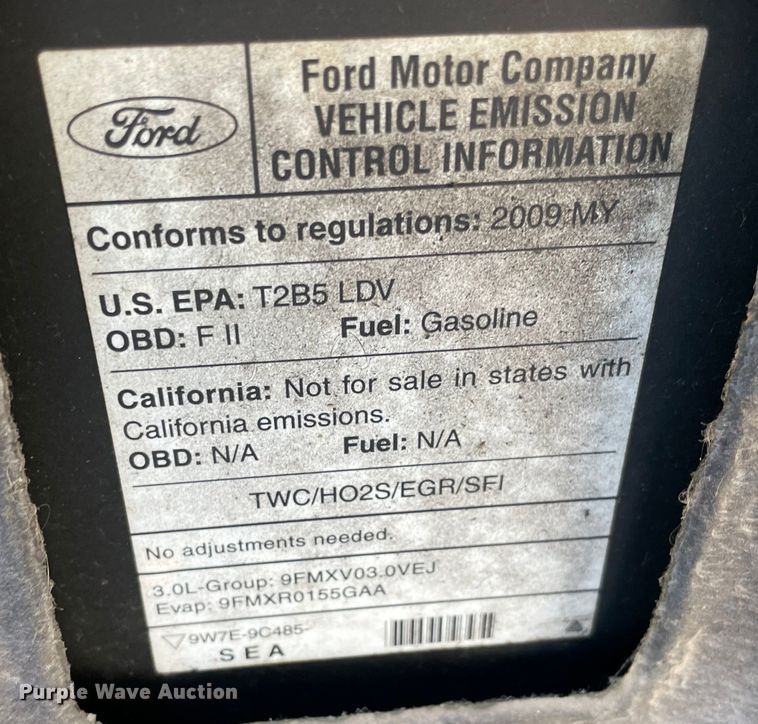 Ford
Ford Motor Company
VEHICLE EMISSION
CONTROL INFORMATION
Conforms to regulations: 2009 MY
U.S. EPA: T2B5 LDV
OBD: F II Fuel: Gasoline
California: Not for sale in states with
California emissions.
OBD: N/A Fuel: N/A
TWC/HO2S/EGR/SFI
No adjustments needed.
3.0L-Group: 9FMXV03.0VEJ
Evap: 9FMXR0155GAA
9W7E-9C485-
SEA
Purple Wave Auction